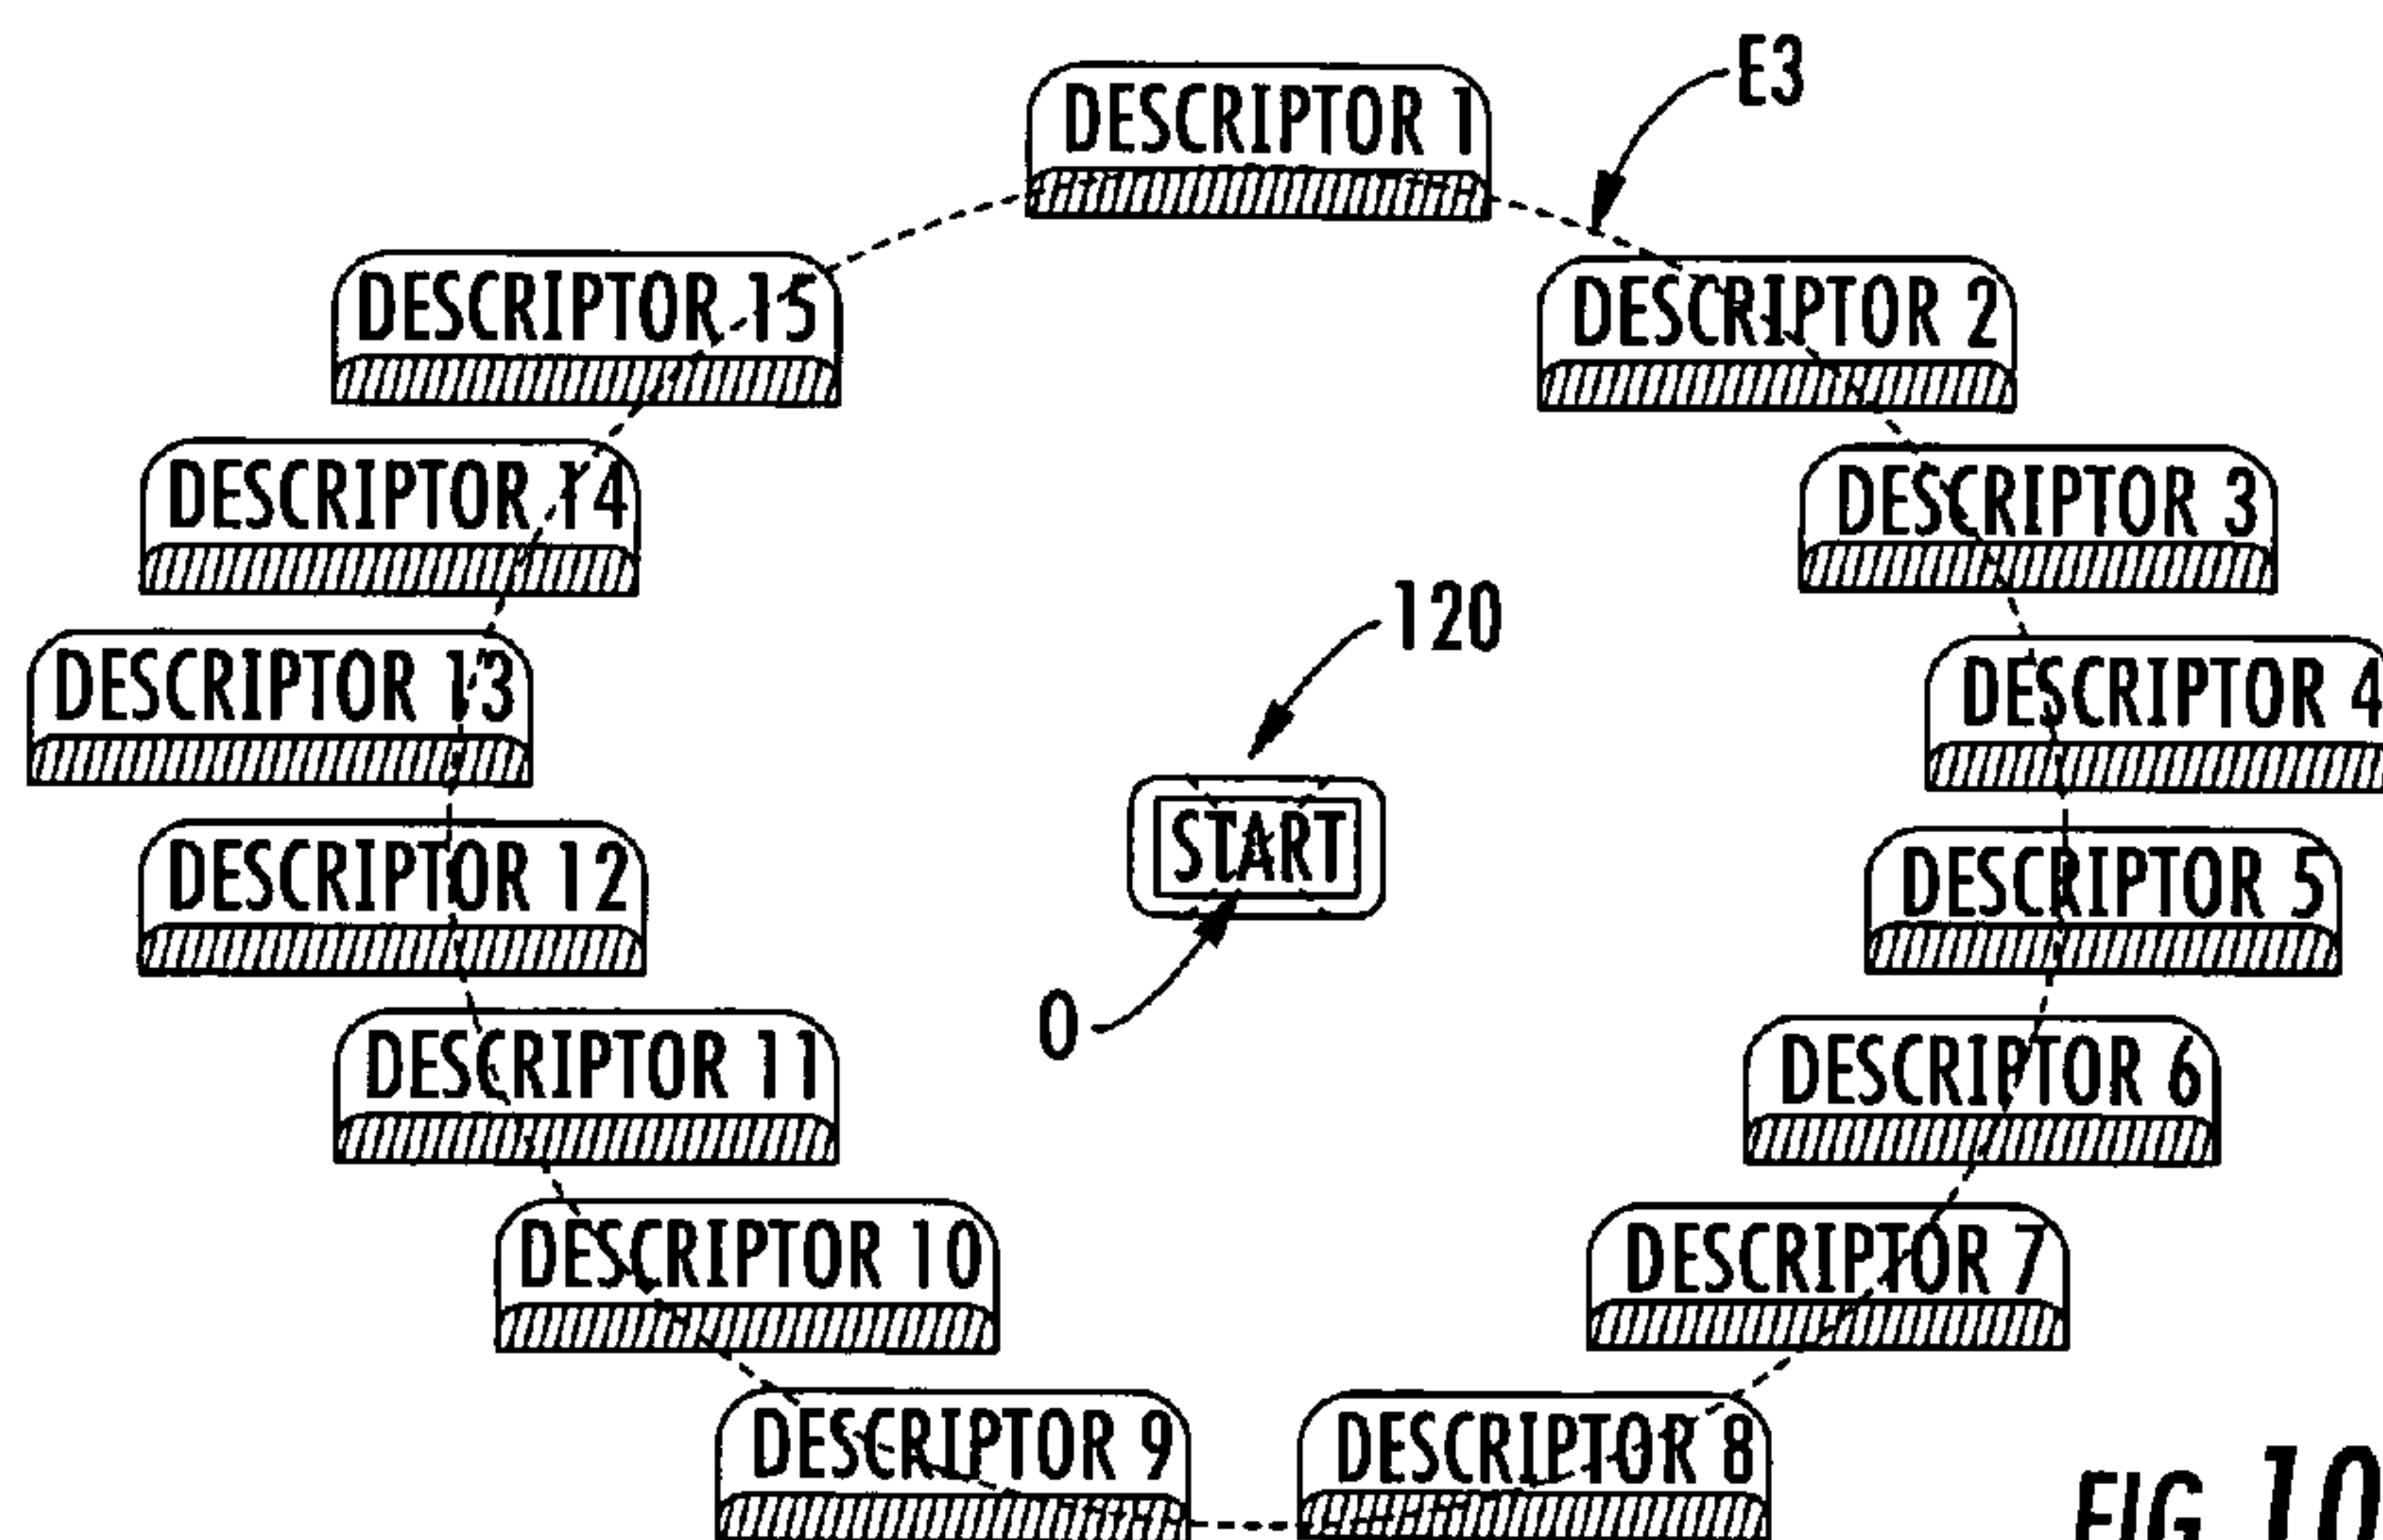 E3
DESCRIPTOR 1
DESCRIPTOR 15
DESCRIPTOR 2
DESCRIPTOR 14
DESCRIPTOR 3
120
DESCRIPTOR 13
DESCRIPTOR 4
START
DESCRIPTOR 12
DESCRIPTOR 5
O
DESCRIPTOR 11
DESCRIPTOR 6
DESCRIPTOR 10
DESCRIPTOR 7
DESCRIPTOR 9
DESCRIPTOR 8
FIG. 10